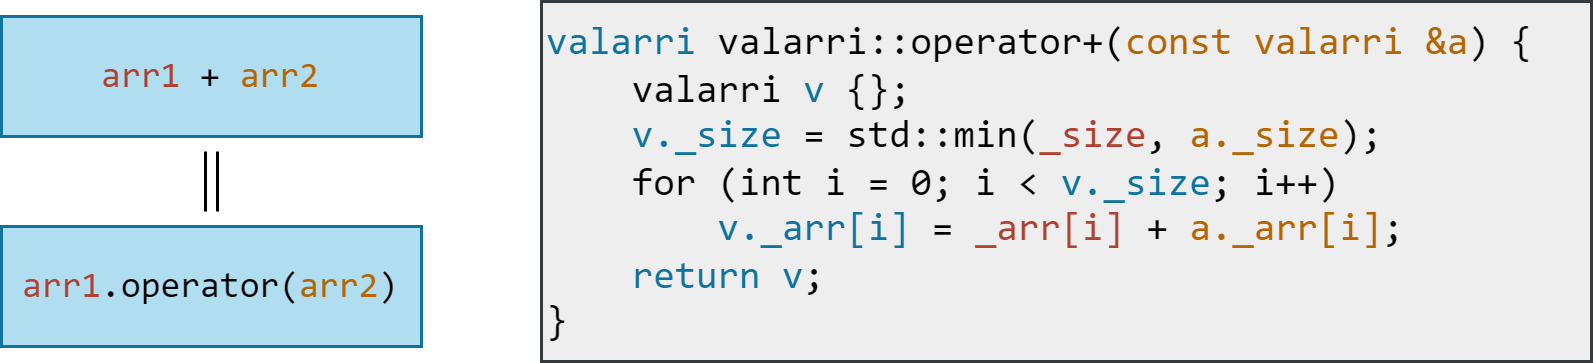 arr1 + arr2
arr1.operator(arr2)
valarri valarri::operator+(const valarri &a) {
    valarri v {};
    v._size = std::min(_size, a._size);
    for (int i = 0; i < v._size; i++)
        v._arr[i] = _arr[i] + a._arr[i];
    return v;
}